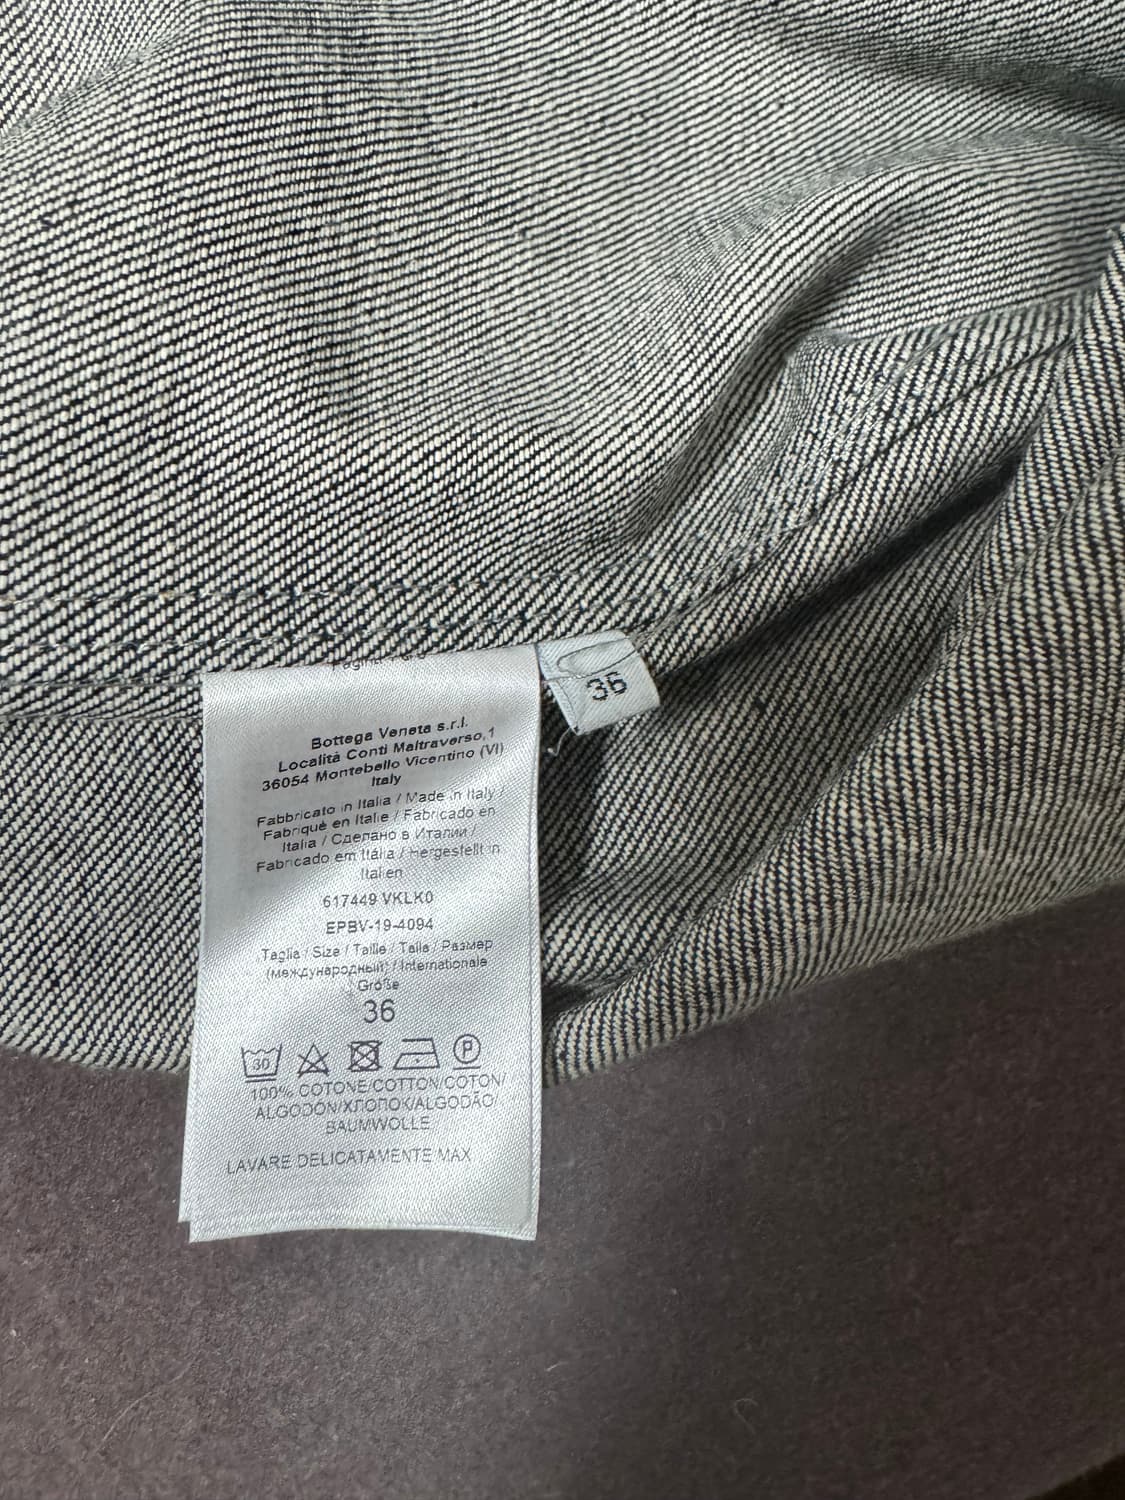 Pagina
36
Bottega Veneta s.r.l.
Località Conti Maltraverso,1
36054 Montebello Vicentino (VI)
Italy
Fabbricato in Italia / Made in Italy /
Fabriqué en Italie / Fabricado en
Italia / Сделано в Италии /
Fabricado em Itália / Hergestellt in
Italien
617449 VKLK0
EPBV-19-4094
Taglia / Size / Taille / Talla / Размер
(международный) / Internationale
Größe
36
30 P
100% COTONE/COTTON/COTON/
ALGODÓN/ХЛОПОК/ALGODÃO/
BAUMWOLLE
LAVARE DELICATAMENTE MAX